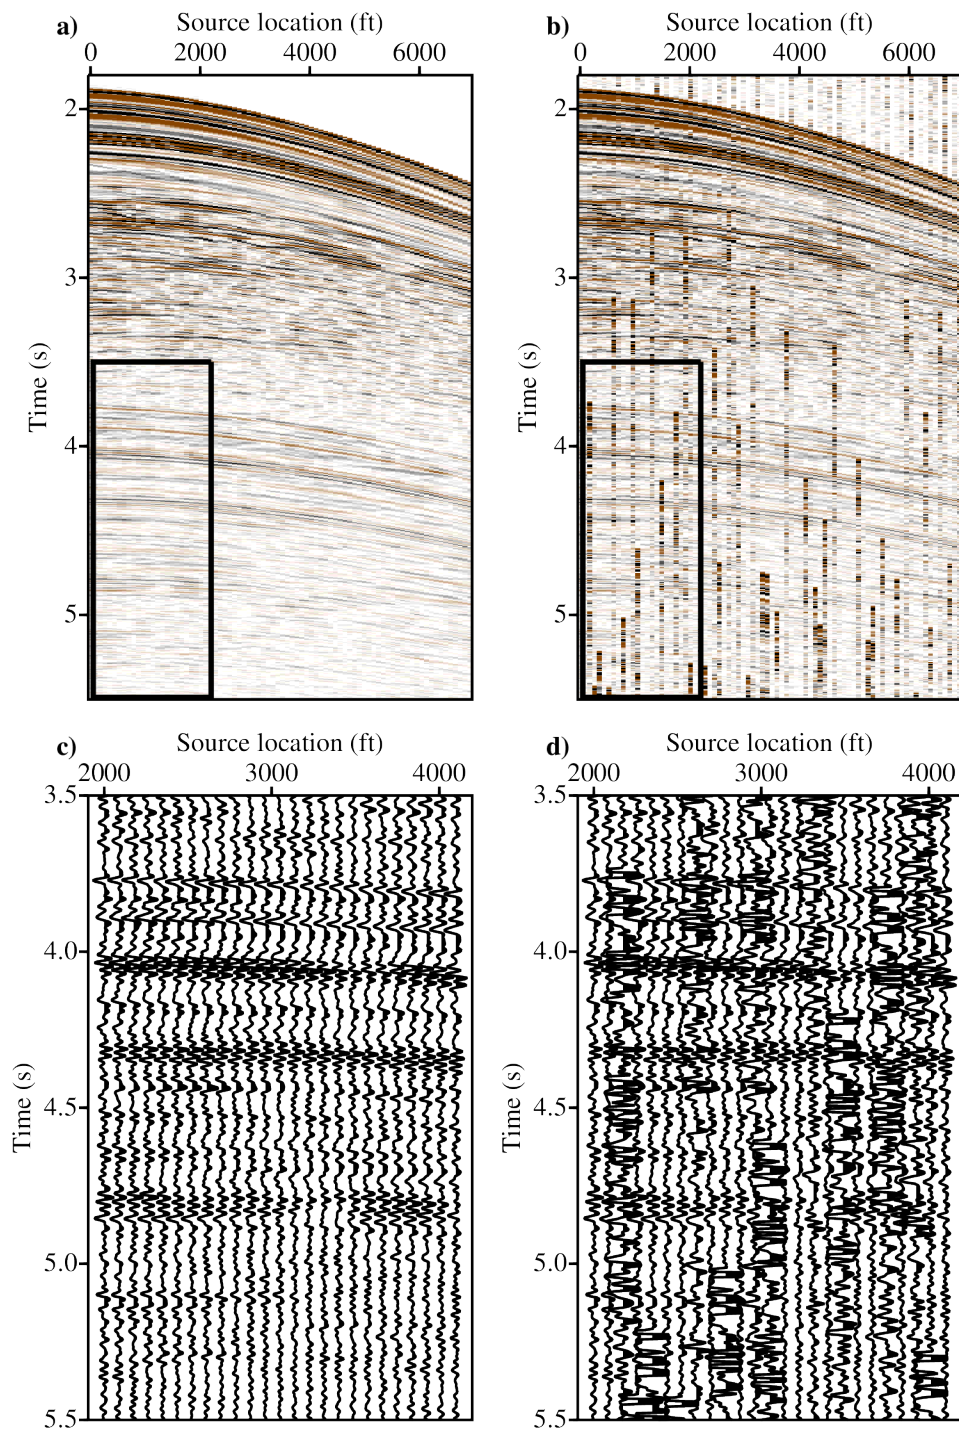 a) Source location (ft)
0 2000 4000 6000
2
3
4
5
Time (s)
b) Source location (ft)
0 2000 4000 6000
2
3
4
5
Time (s)
c) Source location (ft)
2000 3000 4000
3.5
4.0
4.5
5.0
5.5
Time (s)
d) Source location (ft)
2000 3000 4000
3.5
4.0
4.5
5.0
5.5
Time (s)